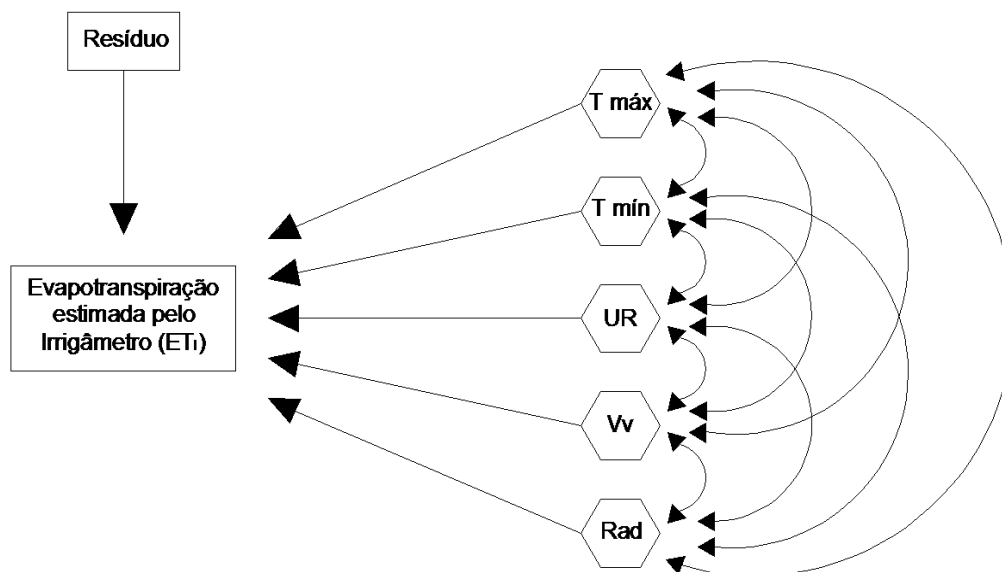 Resíduo
T máx
T mín
Evapotranspiração
estimada pelo
Irrigâmetro (ETI)
UR
Vv
Rad